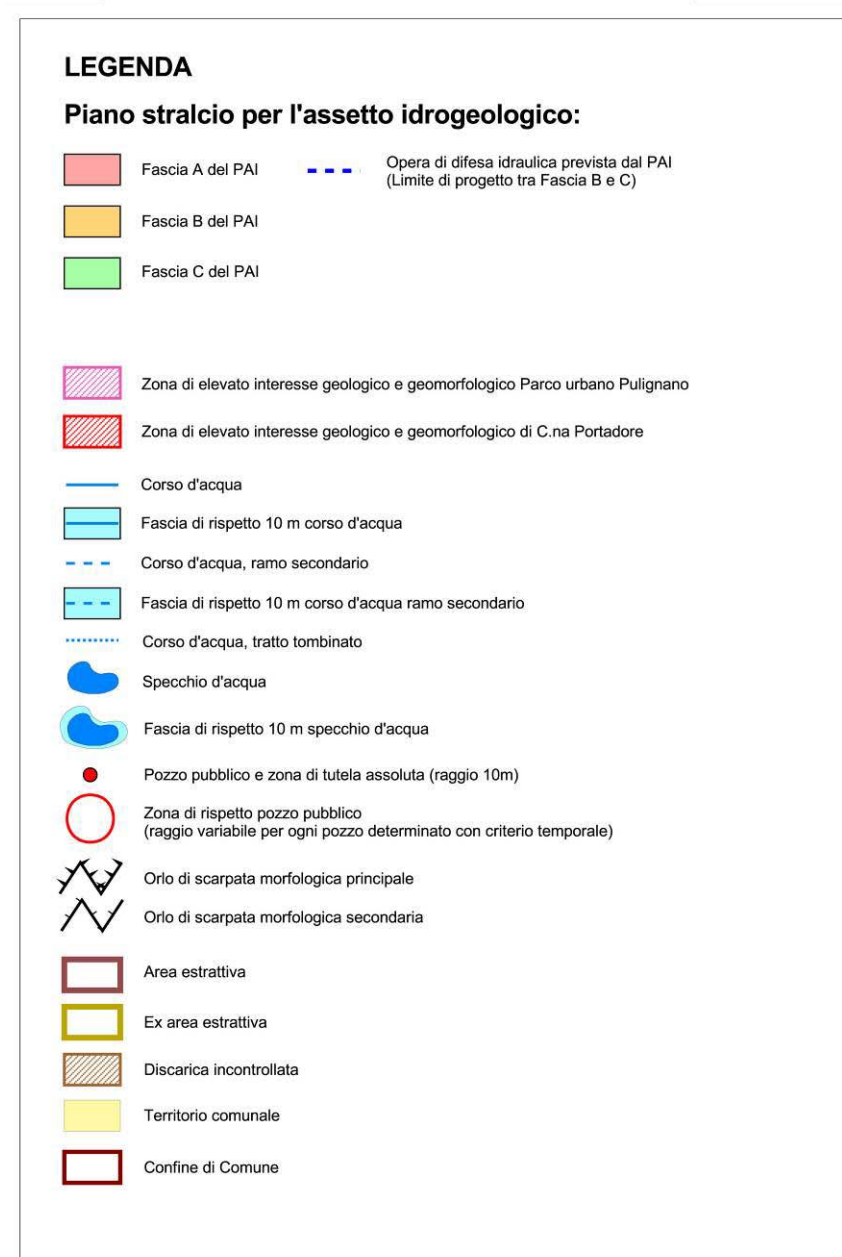 LEGENDA
Piano stralcio per l'assetto idrogeologico:
Fascia A del PAI
Opera di difesa idraulica prevista dal PAI
(Limite di progetto tra Fascia B e C)
Fascia B del PAI
Fascia C del PAI
Zona di elevato interesse geologico e geomorfologico Parco urbano Pulignano
Zona di elevato interesse geologico e geomorfologico di C.na Portadore
Corso d'acqua
Fascia di rispetto 10 m corso d'acqua
Corso d'acqua, ramo secondario
Fascia di rispetto 10 m corso d'acqua ramo secondario
Corso d'acqua, tratto tombinato
Specchio d'acqua
Fascia di rispetto 10 m specchio d'acqua
Pozzo pubblico e zona di tutela assoluta (raggio 10m)
Zona di rispetto pozzo pubblico
(raggio variabile per ogni pozzo determinato con criterio temporale)
Orlo di scarpata morfologica principale
Orlo di scarpata morfologica secondaria
Area estrattiva
Ex area estrattiva
Discarica incontrollata
Territorio comunale
Confine di Comune